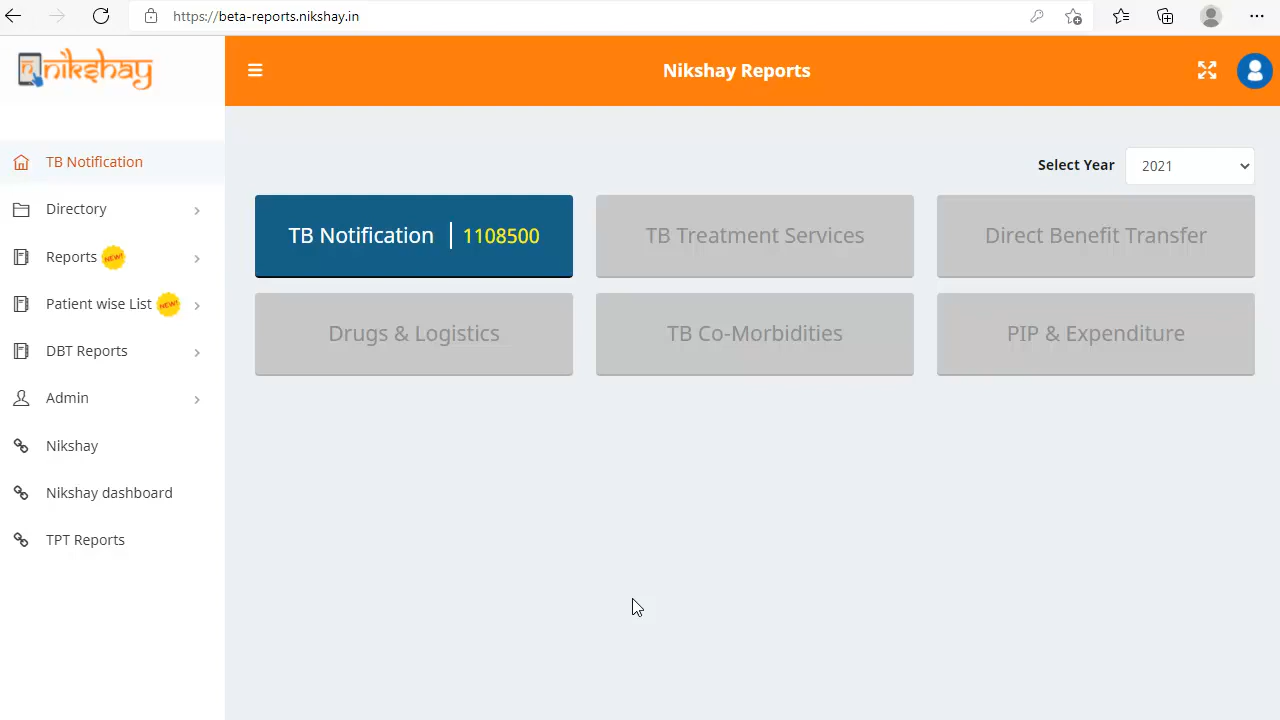 https://beta-reports.nikshay.in
nikshay
Nikshay Reports
TB Notification
Directory
Reports NEW!
Patient wise List NEW!
DBT Reports
Admin
Nikshay
Nikshay dashboard
TPT Reports
Select Year 2021
TB Notification | 1108500
TB Treatment Services
Direct Benefit Transfer
Drugs & Logistics
TB Co-Morbidities
PIP & Expenditure